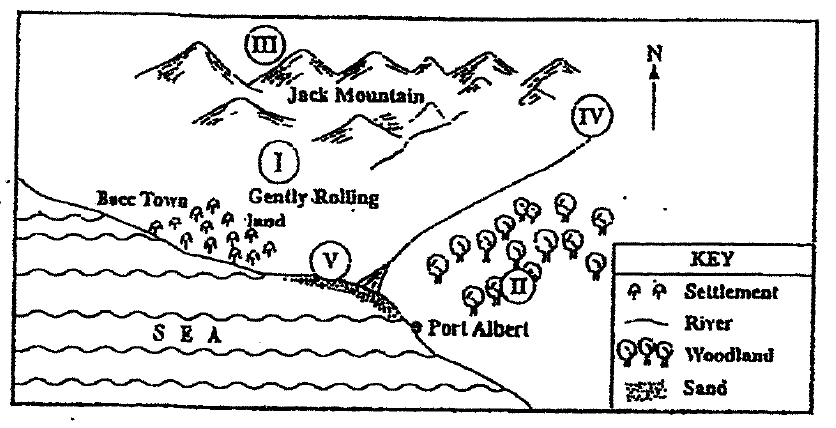 III
N
Jack Mountain
IV
I
Bacc Town
Gently Rolling
land
V
II
KEY
Settlement
River
Woodland
Sand
Port Albert
S E A